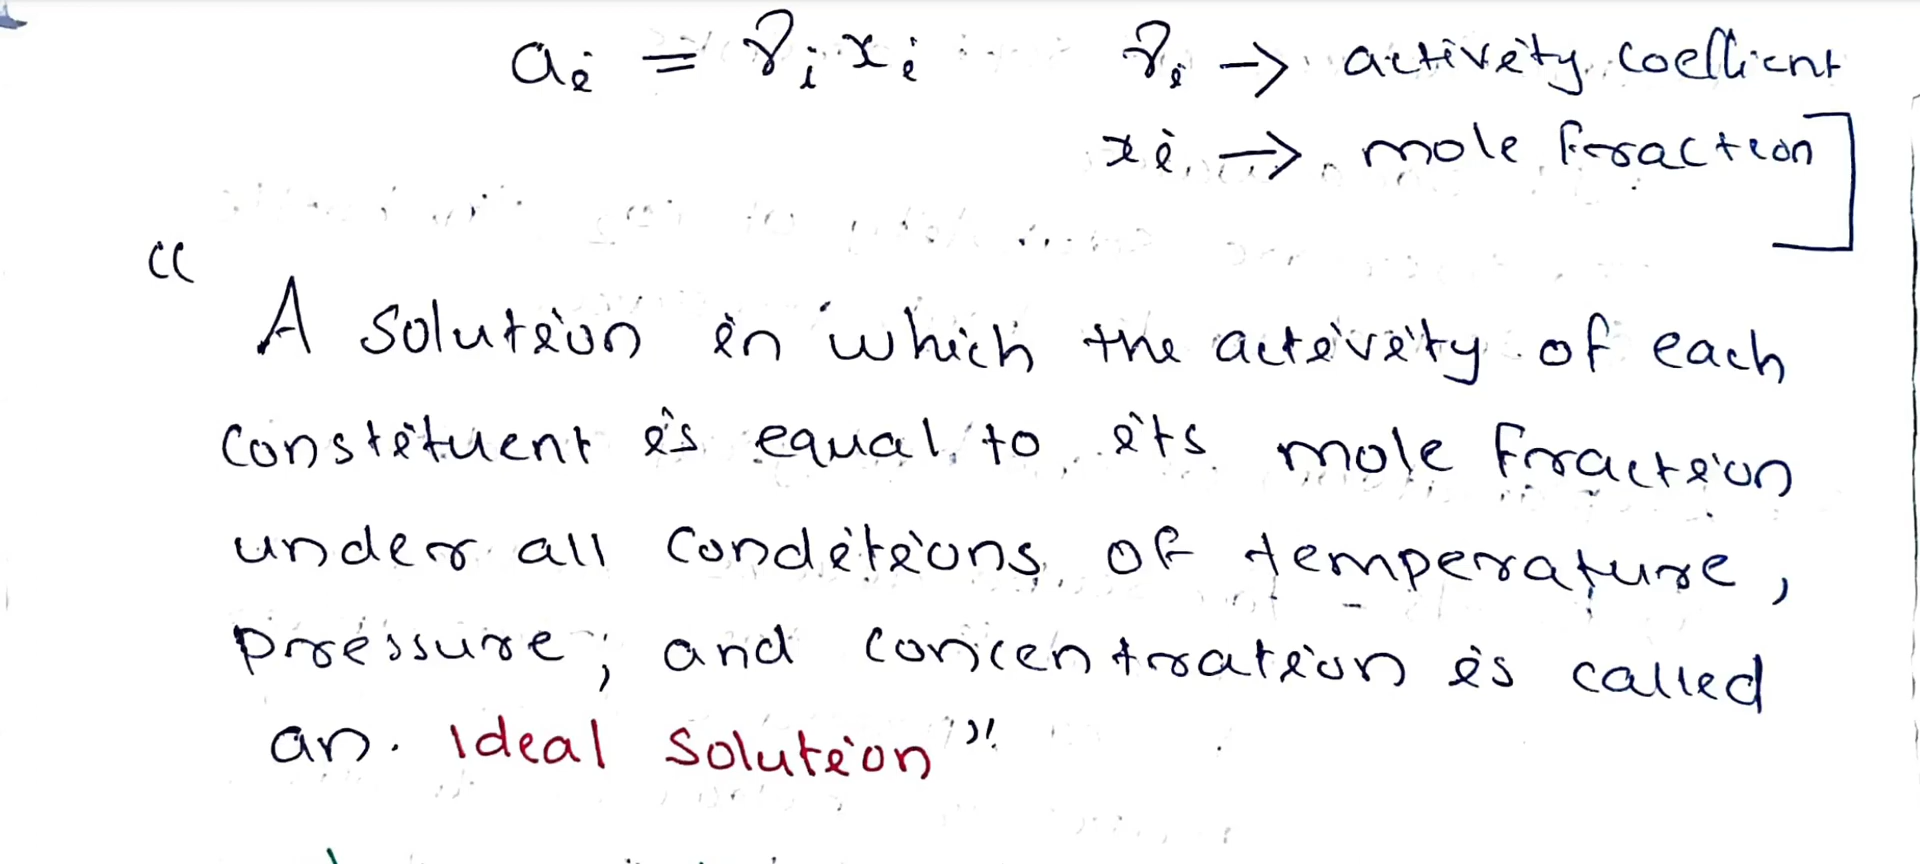 aᵢ = γᵢ xᵢ γᵢ → activity coefficient
xᵢ → mole fraction ]
“
A solution in which the activity of each
constituent is equal to its mole fraction
under all conditions of temperature,
pressure, and concentration is called
an. Ideal solution”